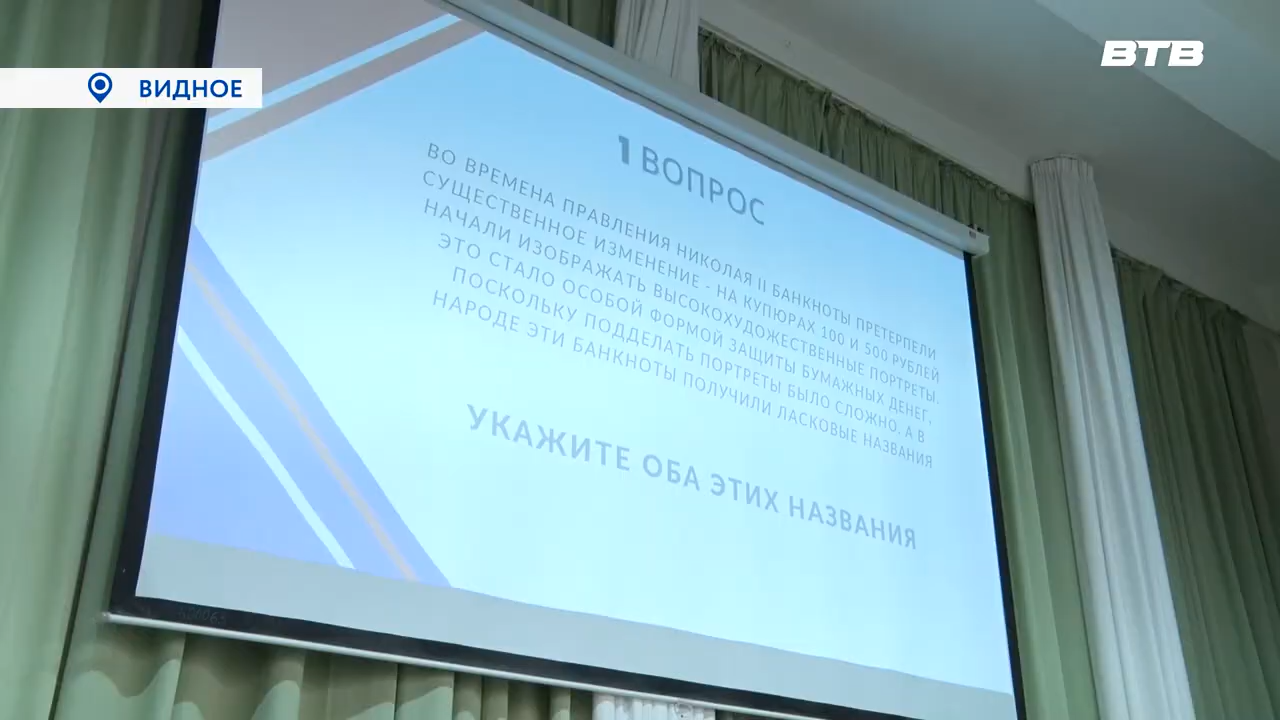 ВТВ
ВИДНОЕ
1 ВОПРОС
ВО ВРЕМЕНА ПРАВЛЕНИЯ НИКОЛАЯ II БАНКНОТЫ ПРЕТЕРПЕЛИ
СУЩЕСТВЕННОЕ ИЗМЕНЕНИЕ - НА КУПЮРАХ 100 И 500 РУБЛЕЙ
НАЧАЛИ ИЗОБРАЖАТЬ ВЫСОКОХУДОЖЕСТВЕННЫЕ ПОРТРЕТЫ.
ЭТО СТАЛО ОСОБОЙ ФОРМОЙ ЗАЩИТЫ БУМАЖНЫХ ДЕНЕГ,
ПОСКОЛЬКУ ПОДДЕЛАТЬ ПОРТРЕТЫ БЫЛО СЛОЖНО. А В
НАРОДЕ ЭТИ БАНКНОТЫ ПОЛУЧИЛИ ЛАСКОВЫЕ НАЗВАНИЯ
УКАЖИТЕ ОБА ЭТИХ НАЗВАНИЯ